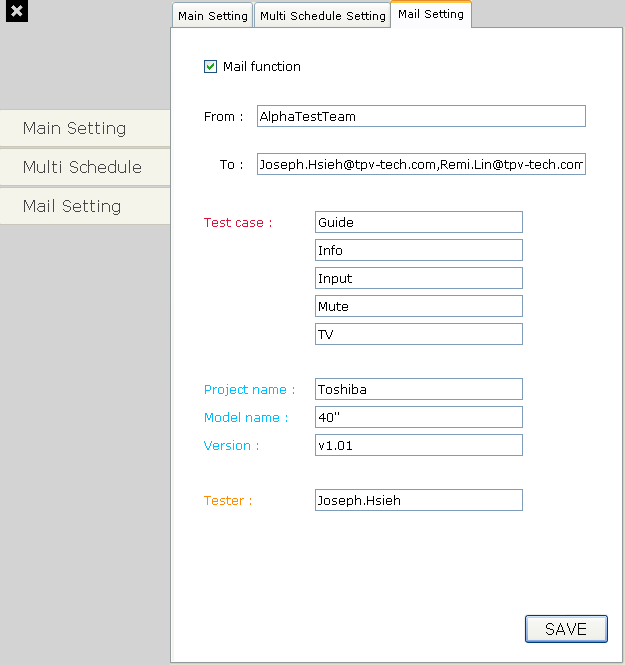 Main Setting Multi Schedule Setting Mail Setting
Mail function
From : AlphaTestTeam
Main Setting
To : Joseph.Hsieh@tpv-tech.com,Remi.Lin@tpv-tech.com
Multi Schedule
Mail Setting
Test case : Guide
Info
Input
Mute
TV
Project name : Toshiba
Model name : 40"
Version : v1.01
Tester : Joseph.Hsieh
SAVE